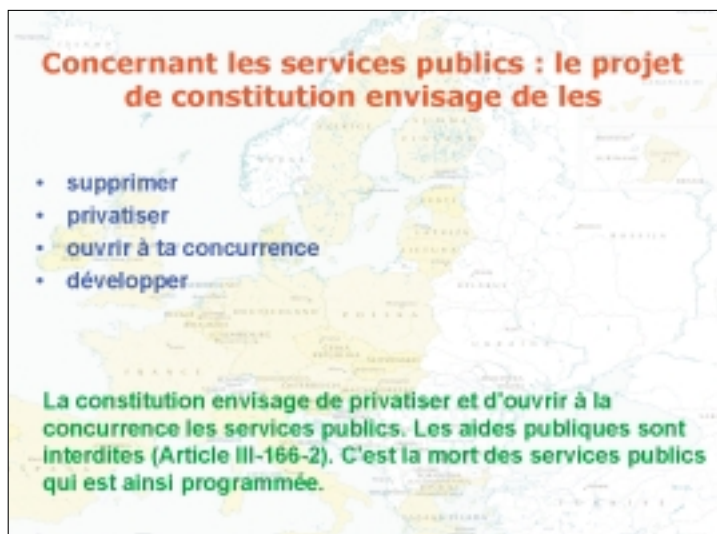 Concernant les services publics : le projet
de constitution envisage de les
• supprimer
• privatiser
• ouvrir à ta concurrence
• développer
La constitution envisage de privatiser et d'ouvrir à la
concurrence les services publics. Les aides publiques sont
interdites (Article III-166-2). C'est la mort des services publics
qui est ainsi programmée.